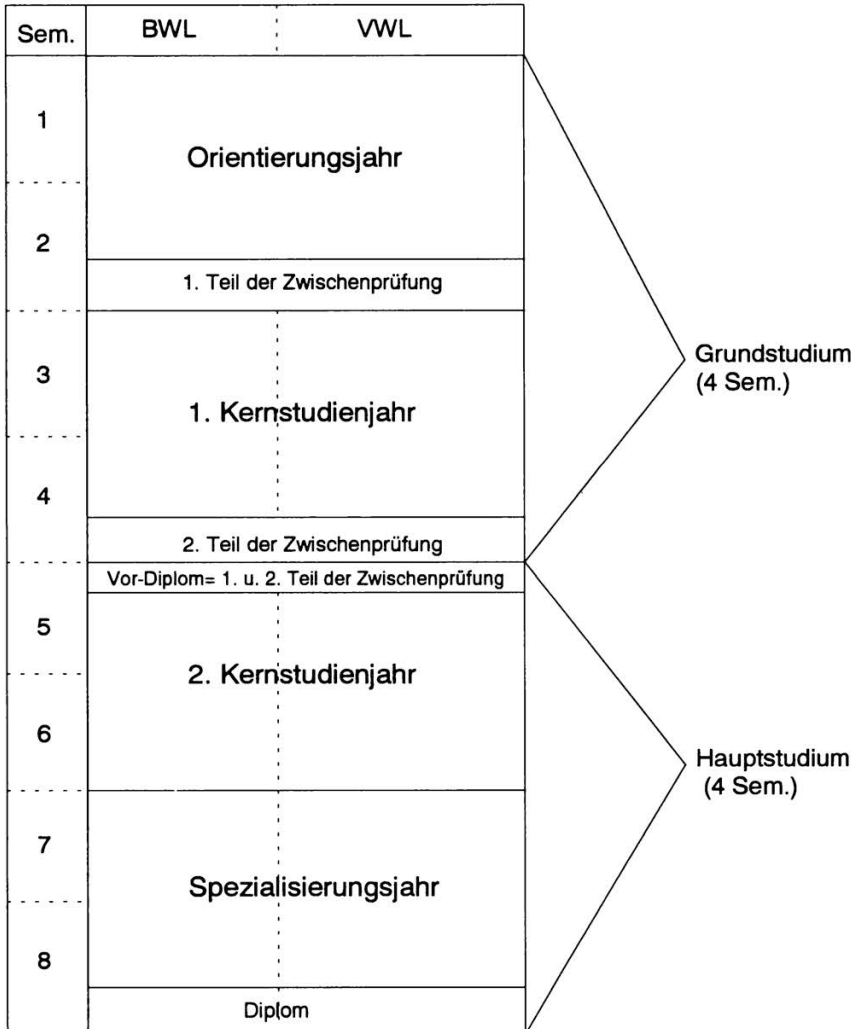 Sem. BWL VWL
1
Orientierungsjahr
2
1. Teil der Zwischenprüfung
3
Grundstudium
(4 Sem.)
1. Kernstudienjahr
4
2. Teil der Zwischenprüfung
Vor-Diplom= 1. u. 2. Teil der Zwischenprüfung
5
2. Kernstudienjahr
6
Hauptstudium
(4 Sem.)
7
Spezialisierungsjahr
8
Diplom